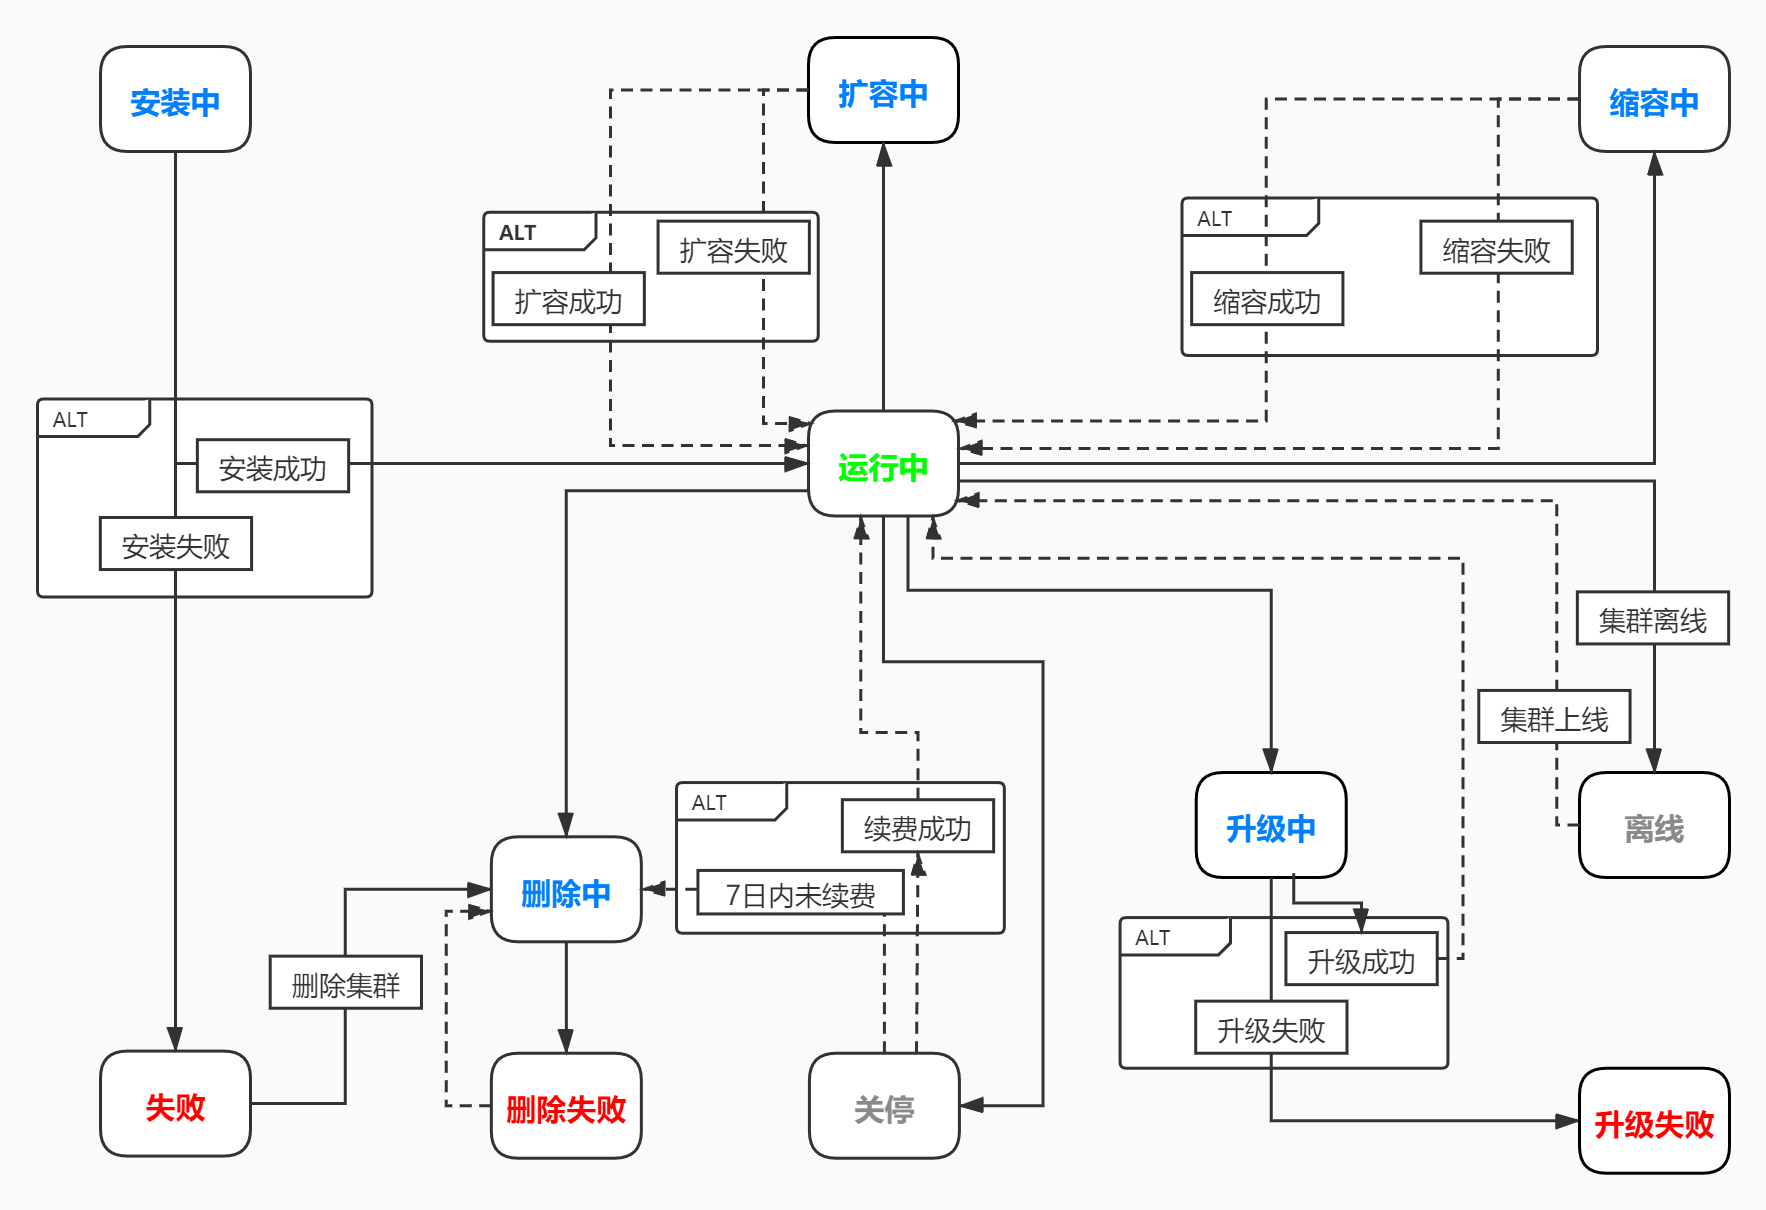 安装中
扩容中
缩容中
ALT
扩容失败
扩容成功
ALT
缩容失败
缩容成功
ALT
安装成功
安装失败
运行中
集群离线
集群上线
ALT
续费成功
7日内未续费
删除中
升级中
离线
ALT
升级成功
升级失败
删除集群
失败
删除失败
关停
升级失败